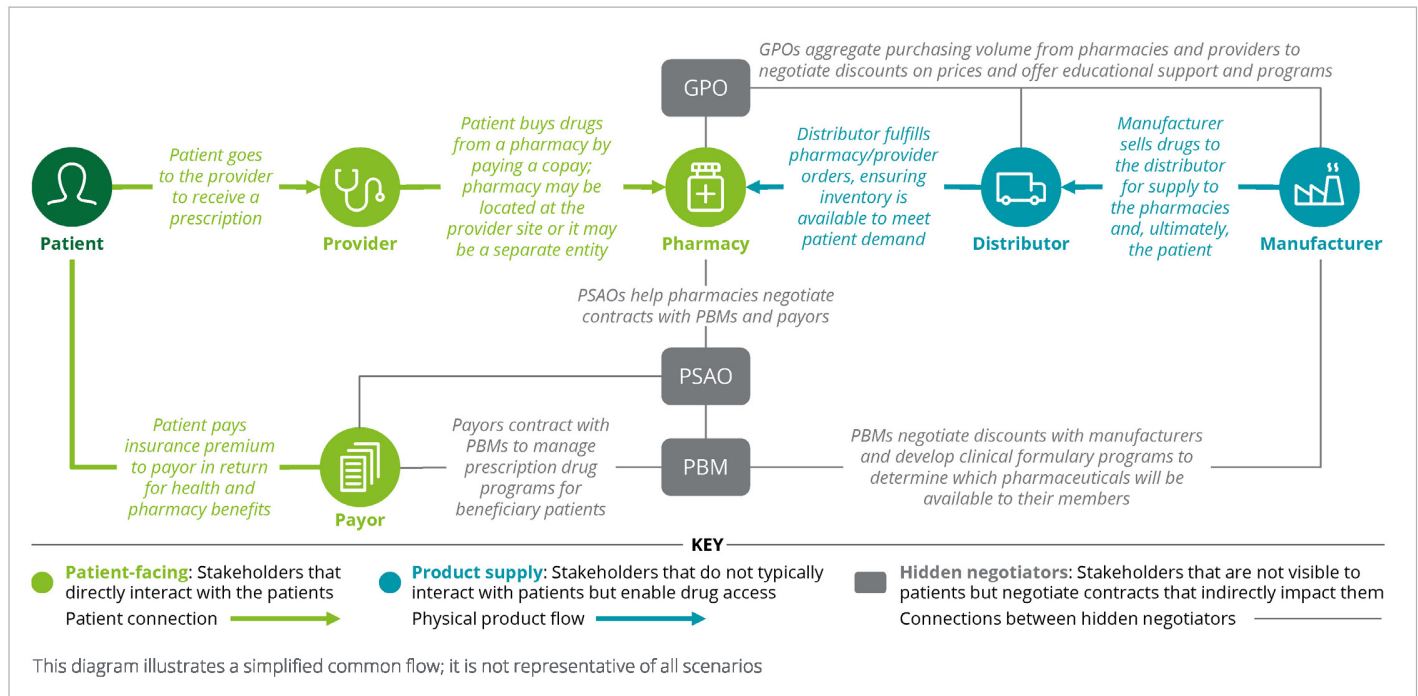 GPOs aggregate purchasing volume from pharmacies and providers to
negotiate discounts on prices and offer educational support and programs
GPO
Patient goes
to the provider
to receive a
prescription
Patient buys drugs
from a pharmacy by
paying a copay;
pharmacy may be
located at the
provider site or it may
be a separate entity
Distributor fulfills
pharmacy/provider
orders, ensuring
inventory is
available to meet
patient demand
Manufacturer
sells drugs to
the distributor
for supply to
the pharmacies
and, ultimately,
the patient
Patient
Provider
Pharmacy
Distributor
Manufacturer
PSAOs help pharmacies negotiate
contracts with PBMs and payors
PSAO
Patient pays
insurance premium
to payor in return
for health and
pharmacy benefits
Payor
Payors contract with
PBMs to manage
prescription drug
programs for
beneficiary patients
PBM
PBMs negotiate discounts with manufacturers
and develop clinical formulary programs to
determine which pharmaceuticals will be
available to their members
KEY
Patient-facing: Stakeholders that
directly interact with the patients
Patient connection
Product supply: Stakeholders that do not typically
interact with patients but enable drug access
Physical product flow
Hidden negotiators: Stakeholders that are not visible to
patients but negotiate contracts that indirectly impact them
Connections between hidden negotiators
This diagram illustrates a simplified common flow; it is not representative of all scenarios